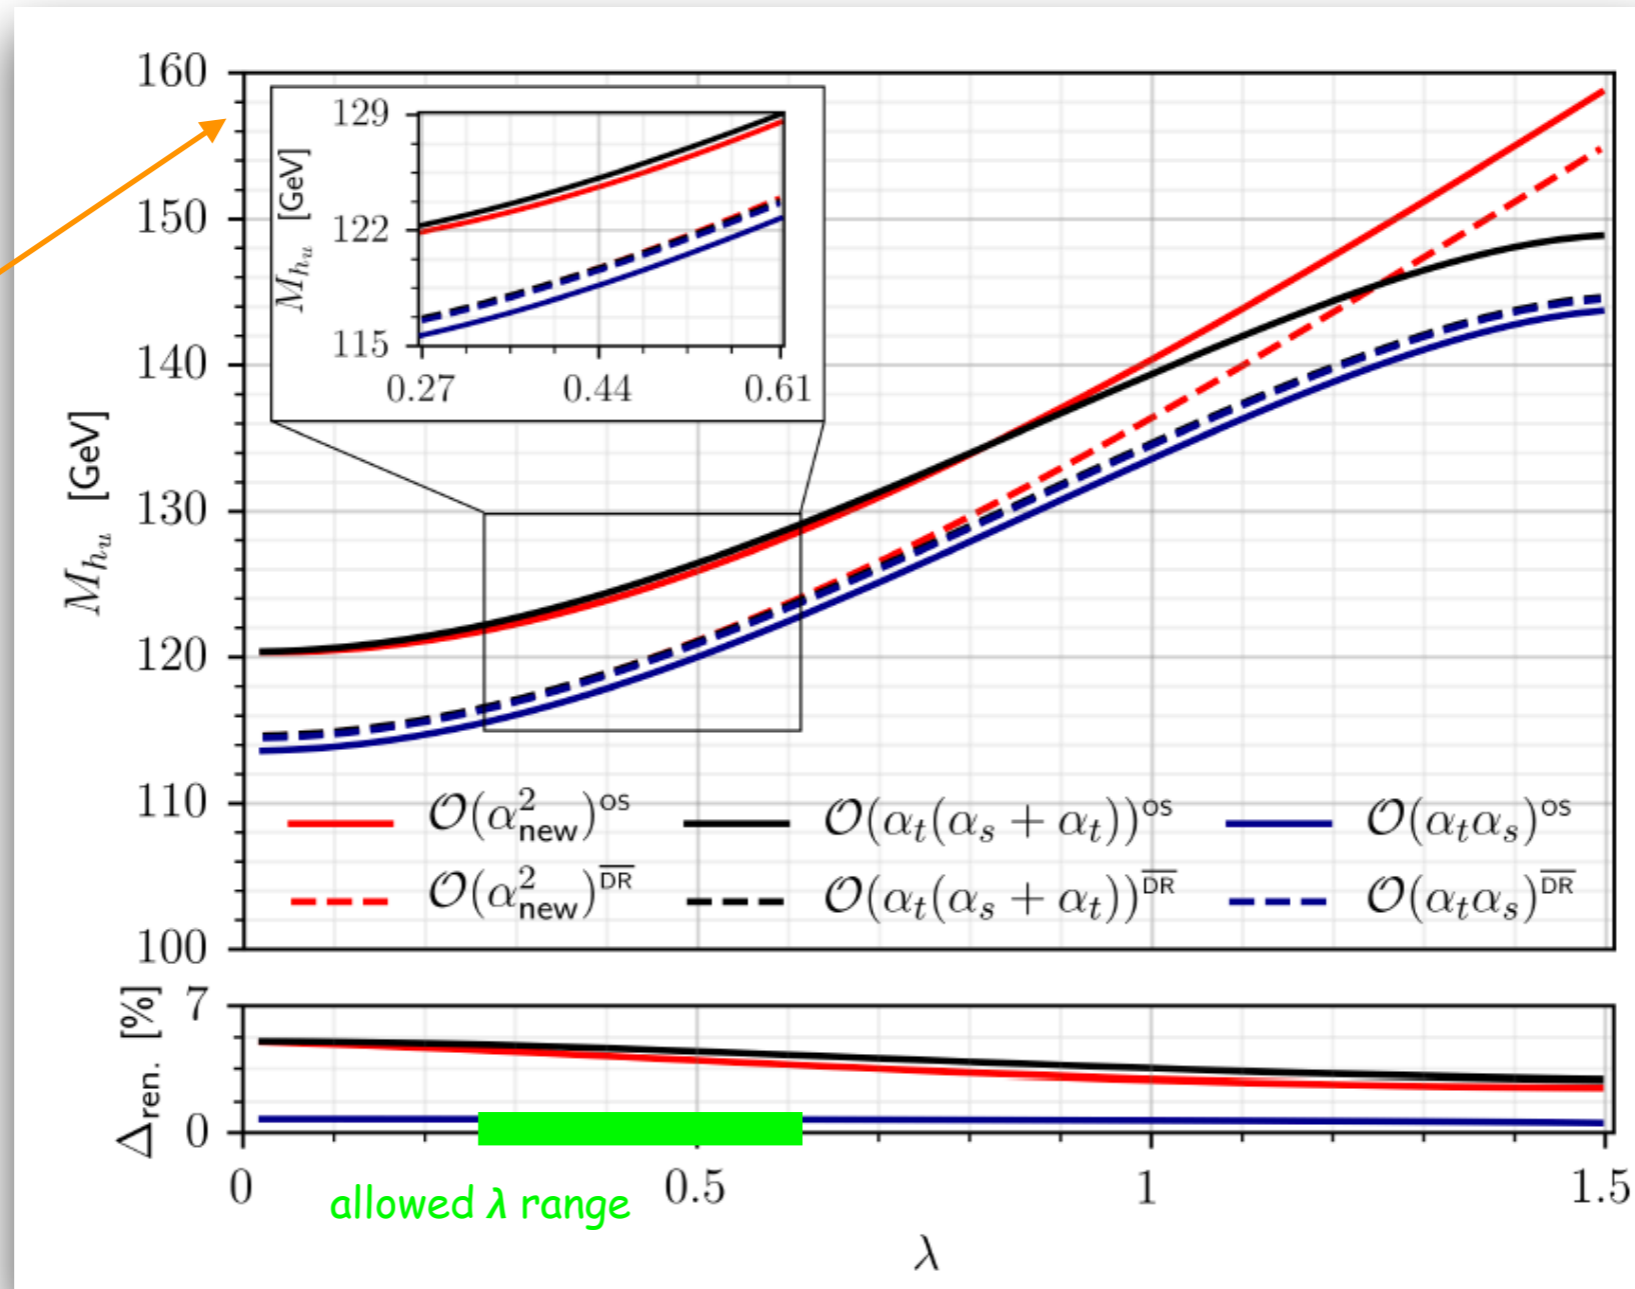 160
150
140
130
120
110
100
M_{h_u} [GeV]
129
122
115
M_{h_u} [GeV]
0.27 0.44 0.61
𝒪(α²_new)^OS 𝒪(α_t(α_s + α_t))^OS 𝒪(α_tα_s)^OS
𝒪(α²_new)^D̅R̅ 𝒪(α_t(α_s + α_t))^D̅R̅ 𝒪(α_tα_s)^D̅R̅
7
0
Δ_ren. [%]
0 0.5 1 1.5
allowed λ range
λ